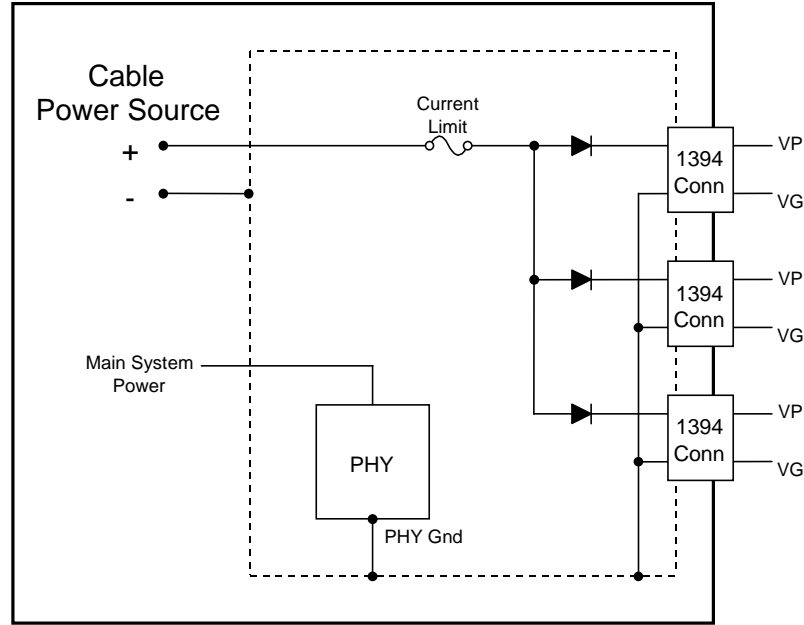 Cable
Power Source
+
-
Current
Limit
1394
Conn
VP
VG
1394
Conn
VP
VG
Main System
Power
PHY
PHY Gnd
1394
Conn
VP
VG